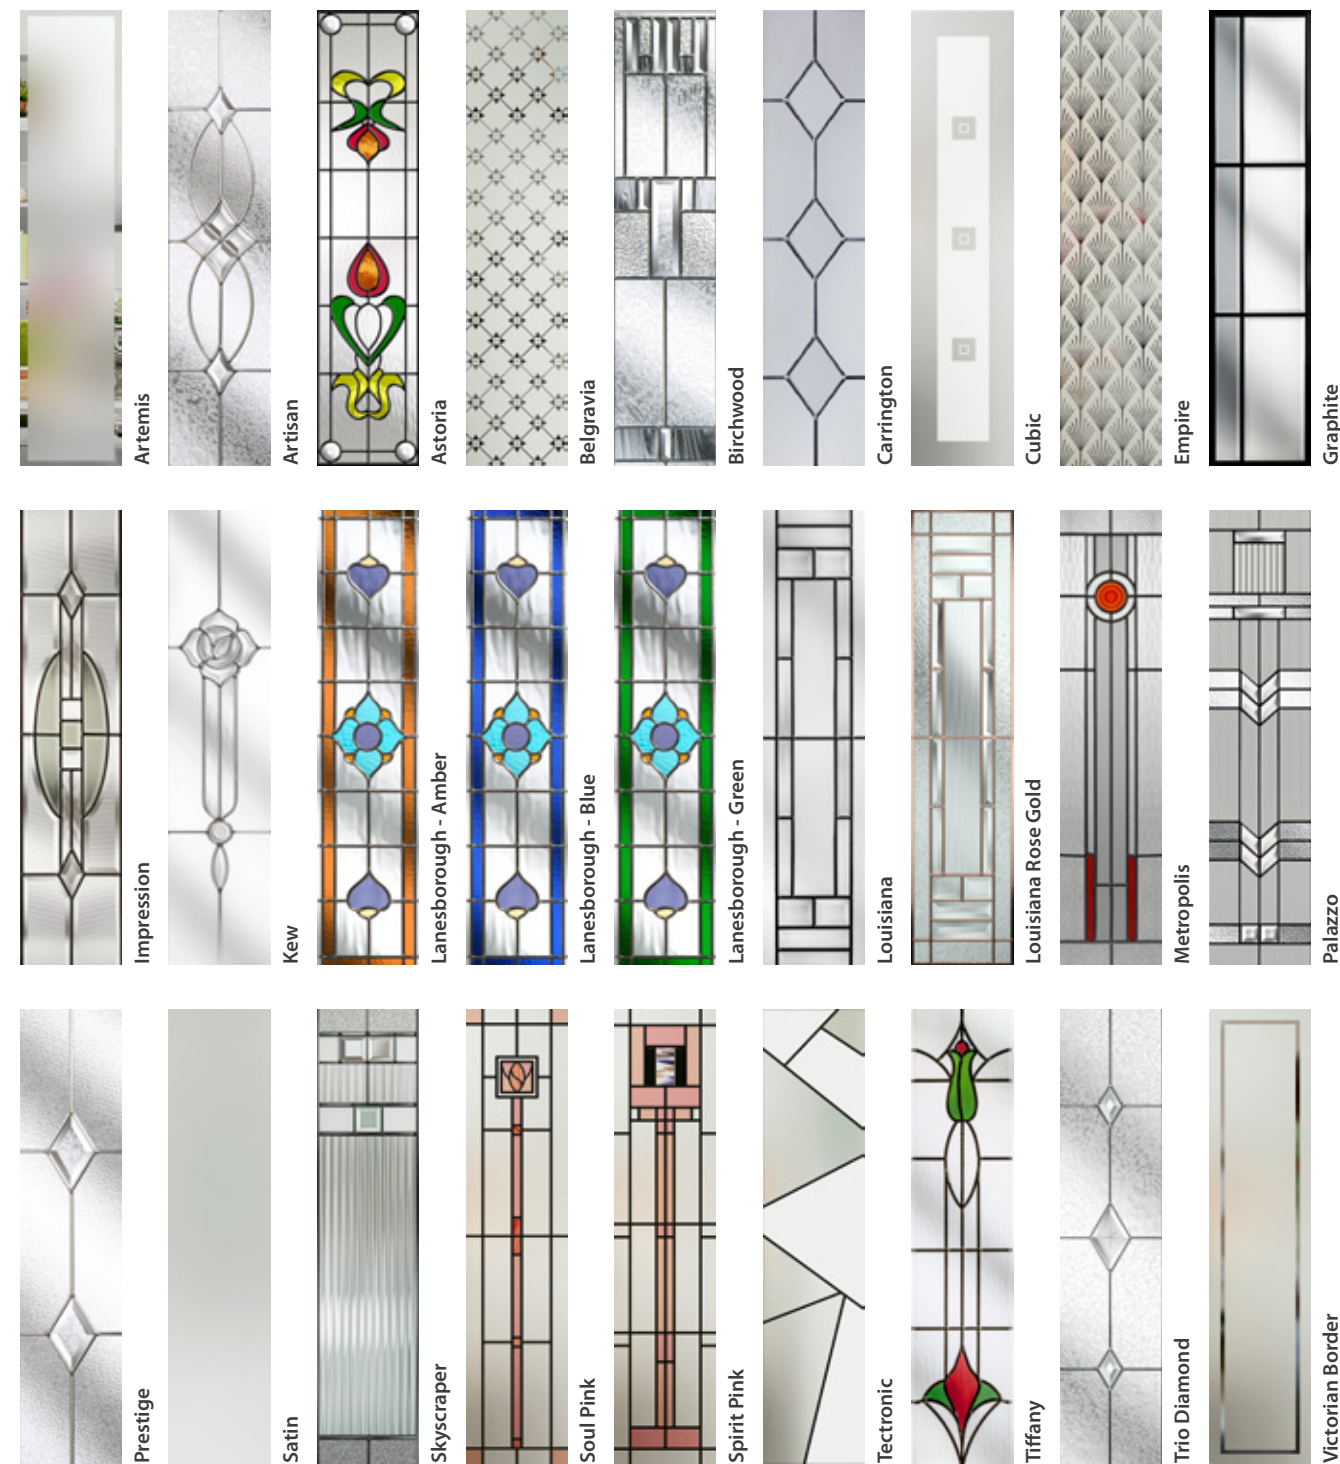 Artemis
Artisan
Astoria
Belgravia
Birchwood
Carrington
Cubic
Empire
Graphite
Impression
Kew
Lanesborough - Amber
Lanesborough - Blue
Lanesborough - Green
Louisiana
Louisiana Rose Gold
Metropolis
Palazzo
Prestige
Satin
Skyscraper
Soul Pink
Spirit Pink
Tectronic
Tiffany
Trio Diamond
Victorian Border